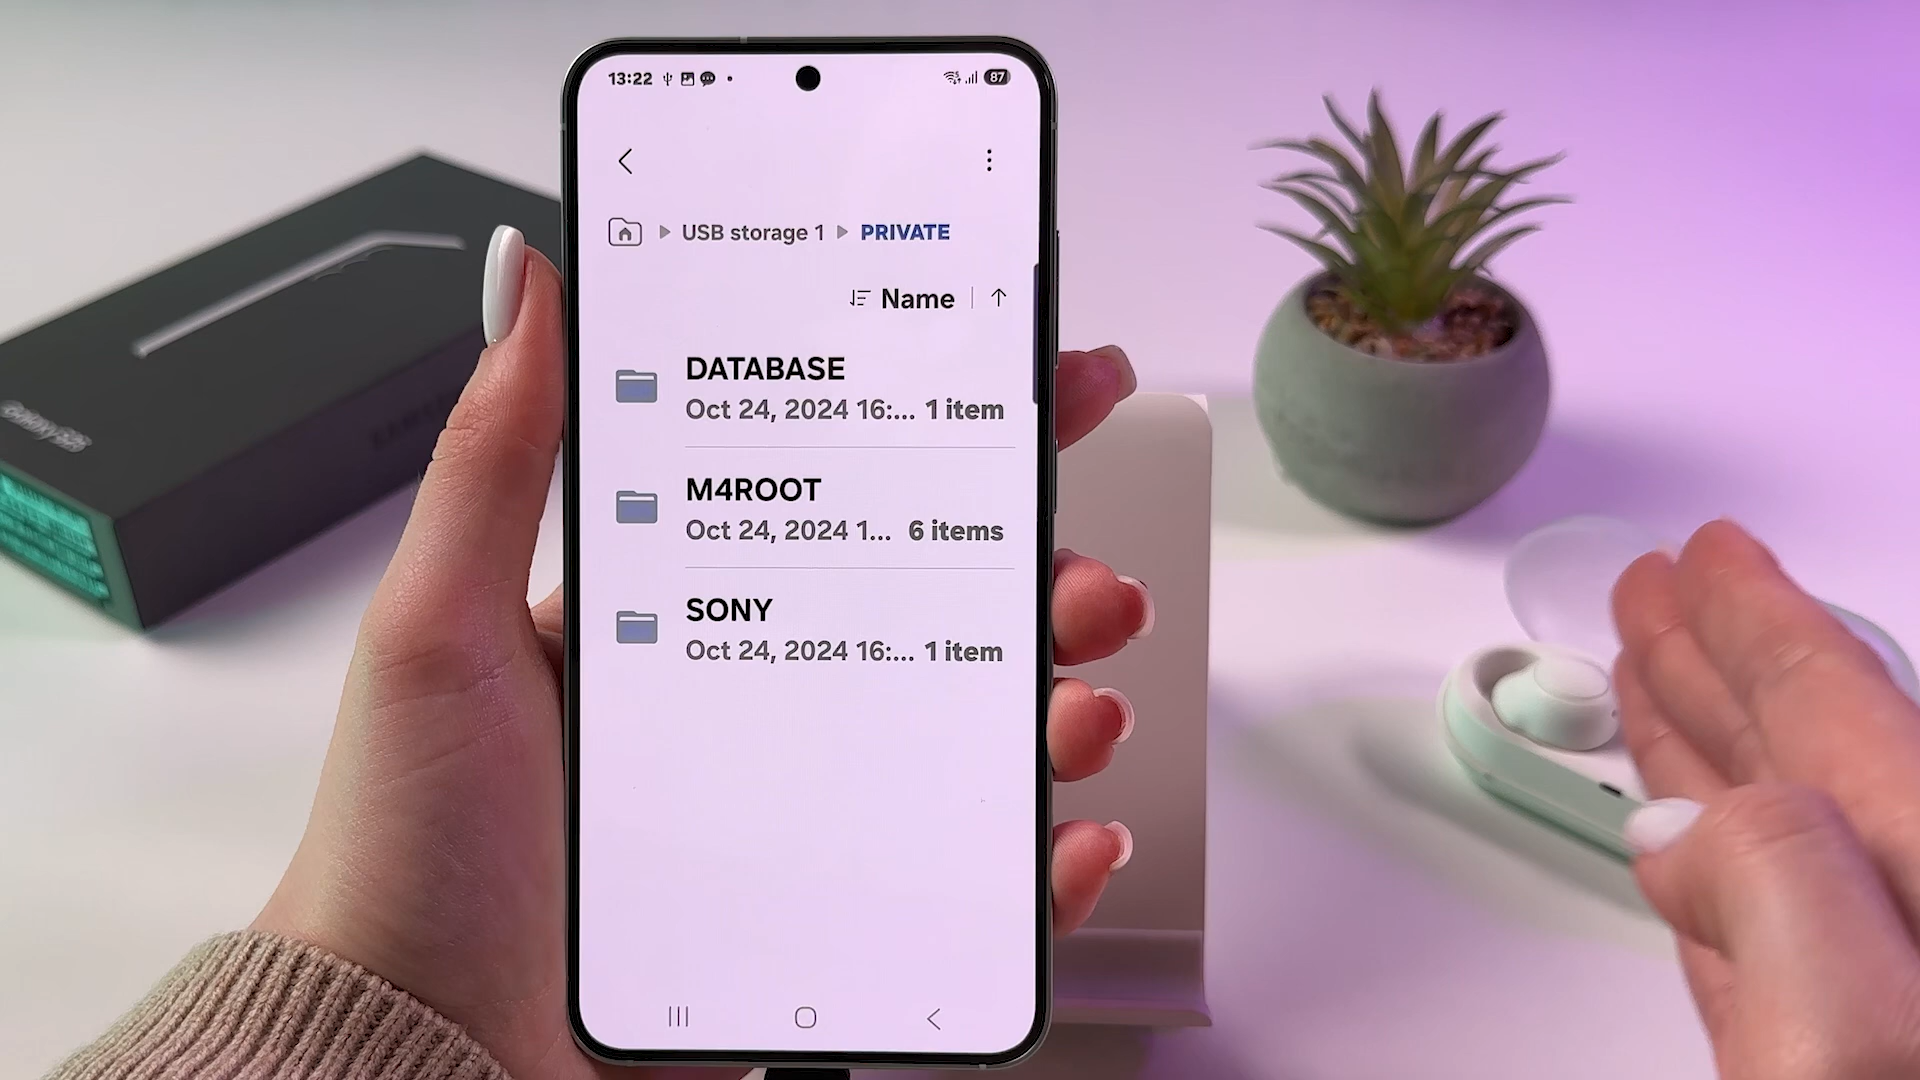 13:22
87
USB storage 1 PRIVATE
Name
DATABASE
Oct 24, 2024 16:... 1 item
M4ROOT
Oct 24, 2024 1... 6 items
SONY
Oct 24, 2024 16:... 1 item